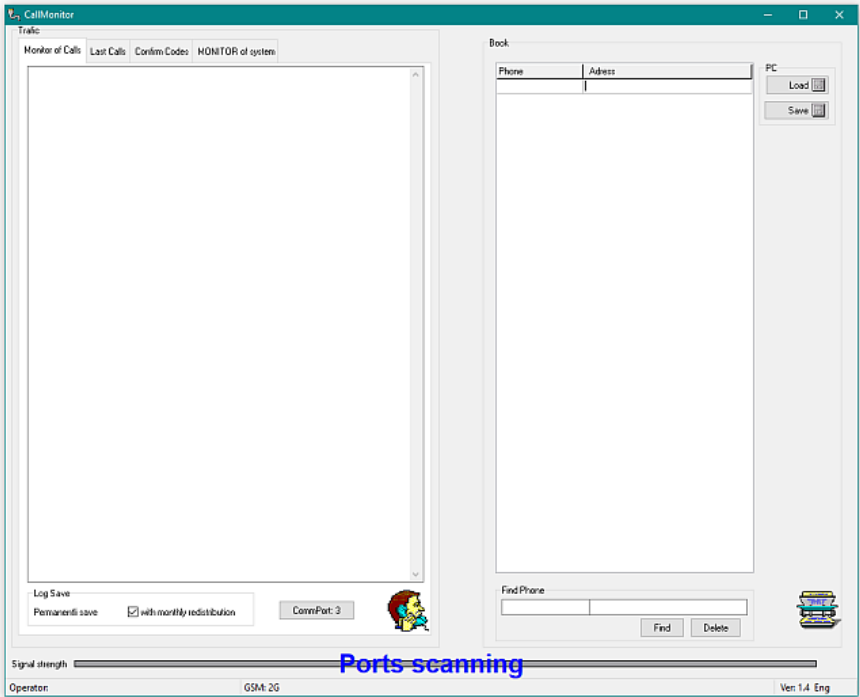 CallMonitor
Trafic
Monitor of Calls
Last Calls
Confirm Codes
MONITOR of system
Log Save
Permanentli save
with monthly redistribution
CommPort: 3
Book
Phone
Adress
PC
Load
Save
Find Phone
Find
Delete
Signal strength
Ports scanning
Operator:
GSM: 2G
Ver: 1.4 Eng